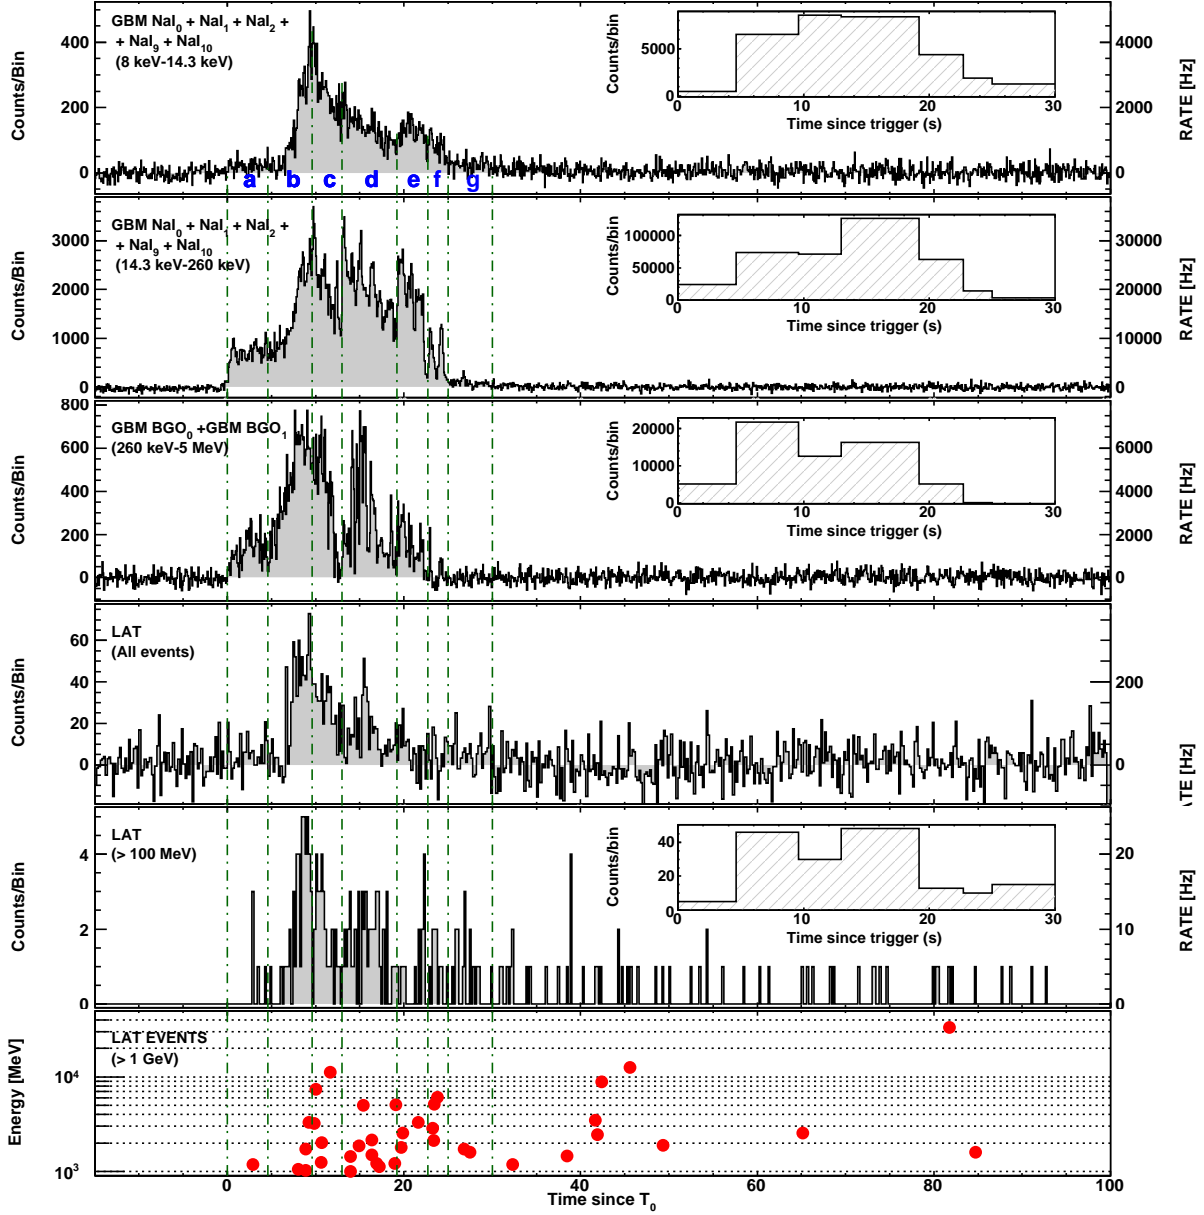 GBM NaI0 + NaI1 + NaI2 +
+ NaI9 + NaI10
(8 keV-14.3 keV)
Counts/Bin
400
200
0
a b c d e f g
Counts/bin
5000
0
0 10 20 30
Time since trigger (s)
4000
2000
0
RATE [Hz]
GBM NaI0 + NaI1 + NaI2 +
+ NaI9 + NaI10
(14.3 keV-260 keV)
Counts/Bin
3000
2000
1000
0
Counts/bin
100000
50000
0
0 10 20 30
Time since trigger (s)
30000
20000
10000
0
RATE [Hz]
GBM BGO0 +GBM BGO1
(260 keV-5 MeV)
Counts/Bin
800
600
400
200
0
Counts/bin
20000
10000
0
0 10 20 30
Time since trigger (s)
6000
4000
2000
0
RATE [Hz]
LAT
(All events)
Counts/Bin
60
40
20
0
200
0
ATE [Hz]
LAT
(> 100 MeV)
Counts/Bin
4
2
0
Counts/bin
40
20
0
0 10 20 30
Time since trigger (s)
20
10
0
RATE [Hz]
LAT EVENTS
(> 1 GeV)
Energy [MeV]
10⁴
10³
0 20 40 60 80 100
Time since T0